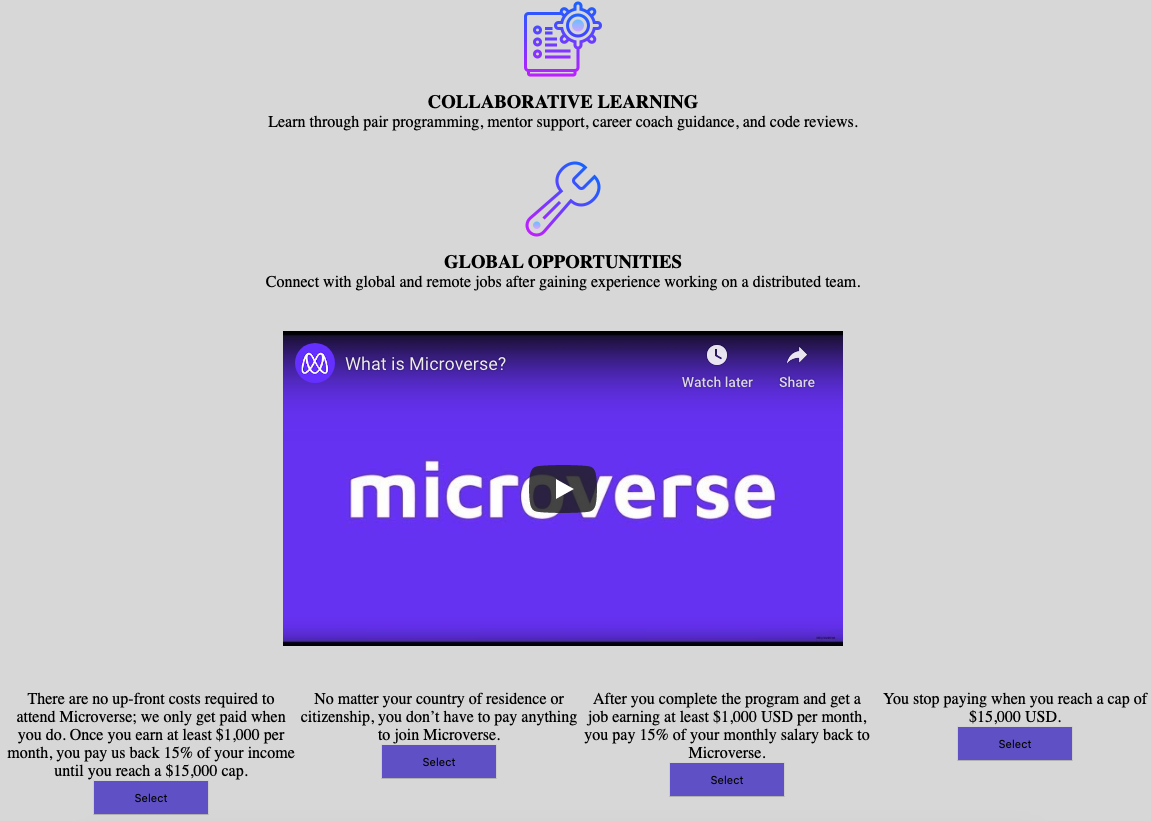 COLLABORATIVE LEARNING
Learn through pair programming, mentor support, career coach guidance, and code reviews.
GLOBAL OPPORTUNITIES
Connect with global and remote jobs after gaining experience working on a distributed team.
What is Microverse?
Watch later
Share
microverse
There are no up-front costs required to
attend Microverse; we only get paid when
you do. Once you earn at least $1,000 per
month, you pay us back 15% of your income
until you reach a $15,000 cap.
Select
No matter your country of residence or
citizenship, you don’t have to pay anything
to join Microverse.
Select
After you complete the program and get a
job earning at least $1,000 USD per month,
you pay 15% of your monthly salary back to
Microverse.
Select
You stop paying when you reach a cap of
$15,000 USD.
Select